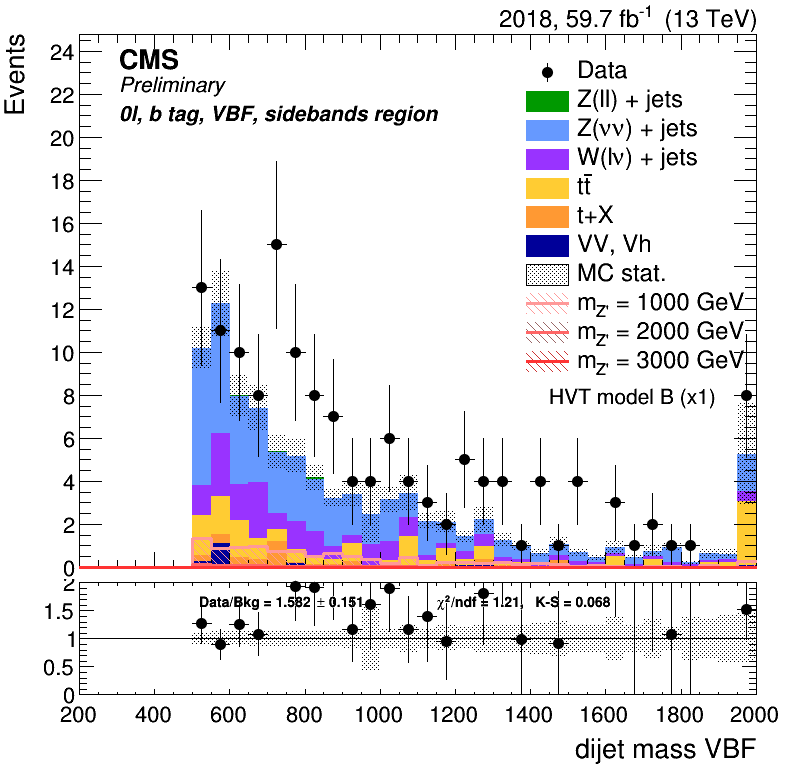 2018, 59.7 fb⁻¹ (13 TeV)
Events
CMS
Preliminary
0l, b tag, VBF, sidebands region
Data
Z(ll) + jets
Z(νν) + jets
W(lν) + jets
tt̄
t+X
VV, Vh
MC stat.
m_Z' = 1000 GeV
m_Z' = 2000 GeV
m_Z' = 3000 GeV
HVT model B (x1)
24
22
20
18
16
14
12
10
8
6
4
2
0
Data/Bkg = 1.582 ± 0.151
χ²/ndf = 1.21, K-S = 0.068
2
1.5
1
0.5
0
200 400 600 800 1000 1200 1400 1600 1800 2000
dijet mass VBF